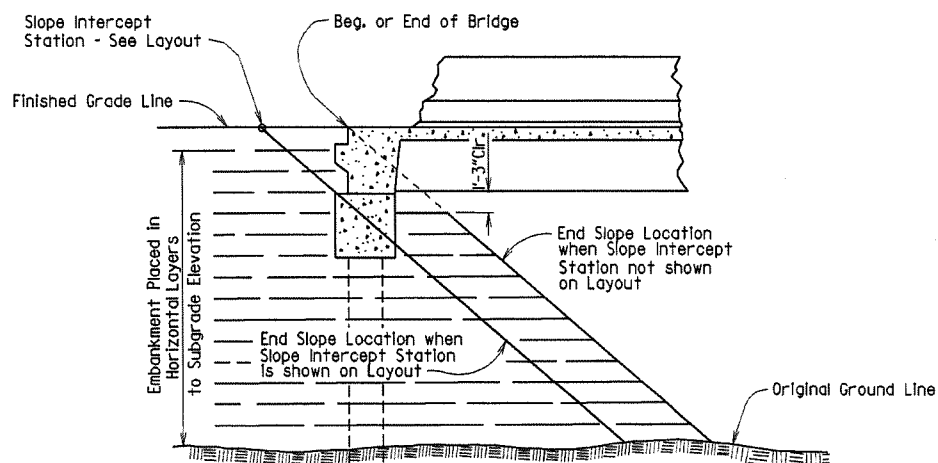 Slope Intercept
Station - See Layout
Beg. or End of Bridge
Finished Grade Line
1'-3"Clr.
Embankment Placed in
Horizontal Layers
to Subgrade Elevation
End Slope Location
when Slope Intercept
Station not shown
on Layout
End Slope Location when
Slope Intercept Station
is shown on Layout
Original Ground Line